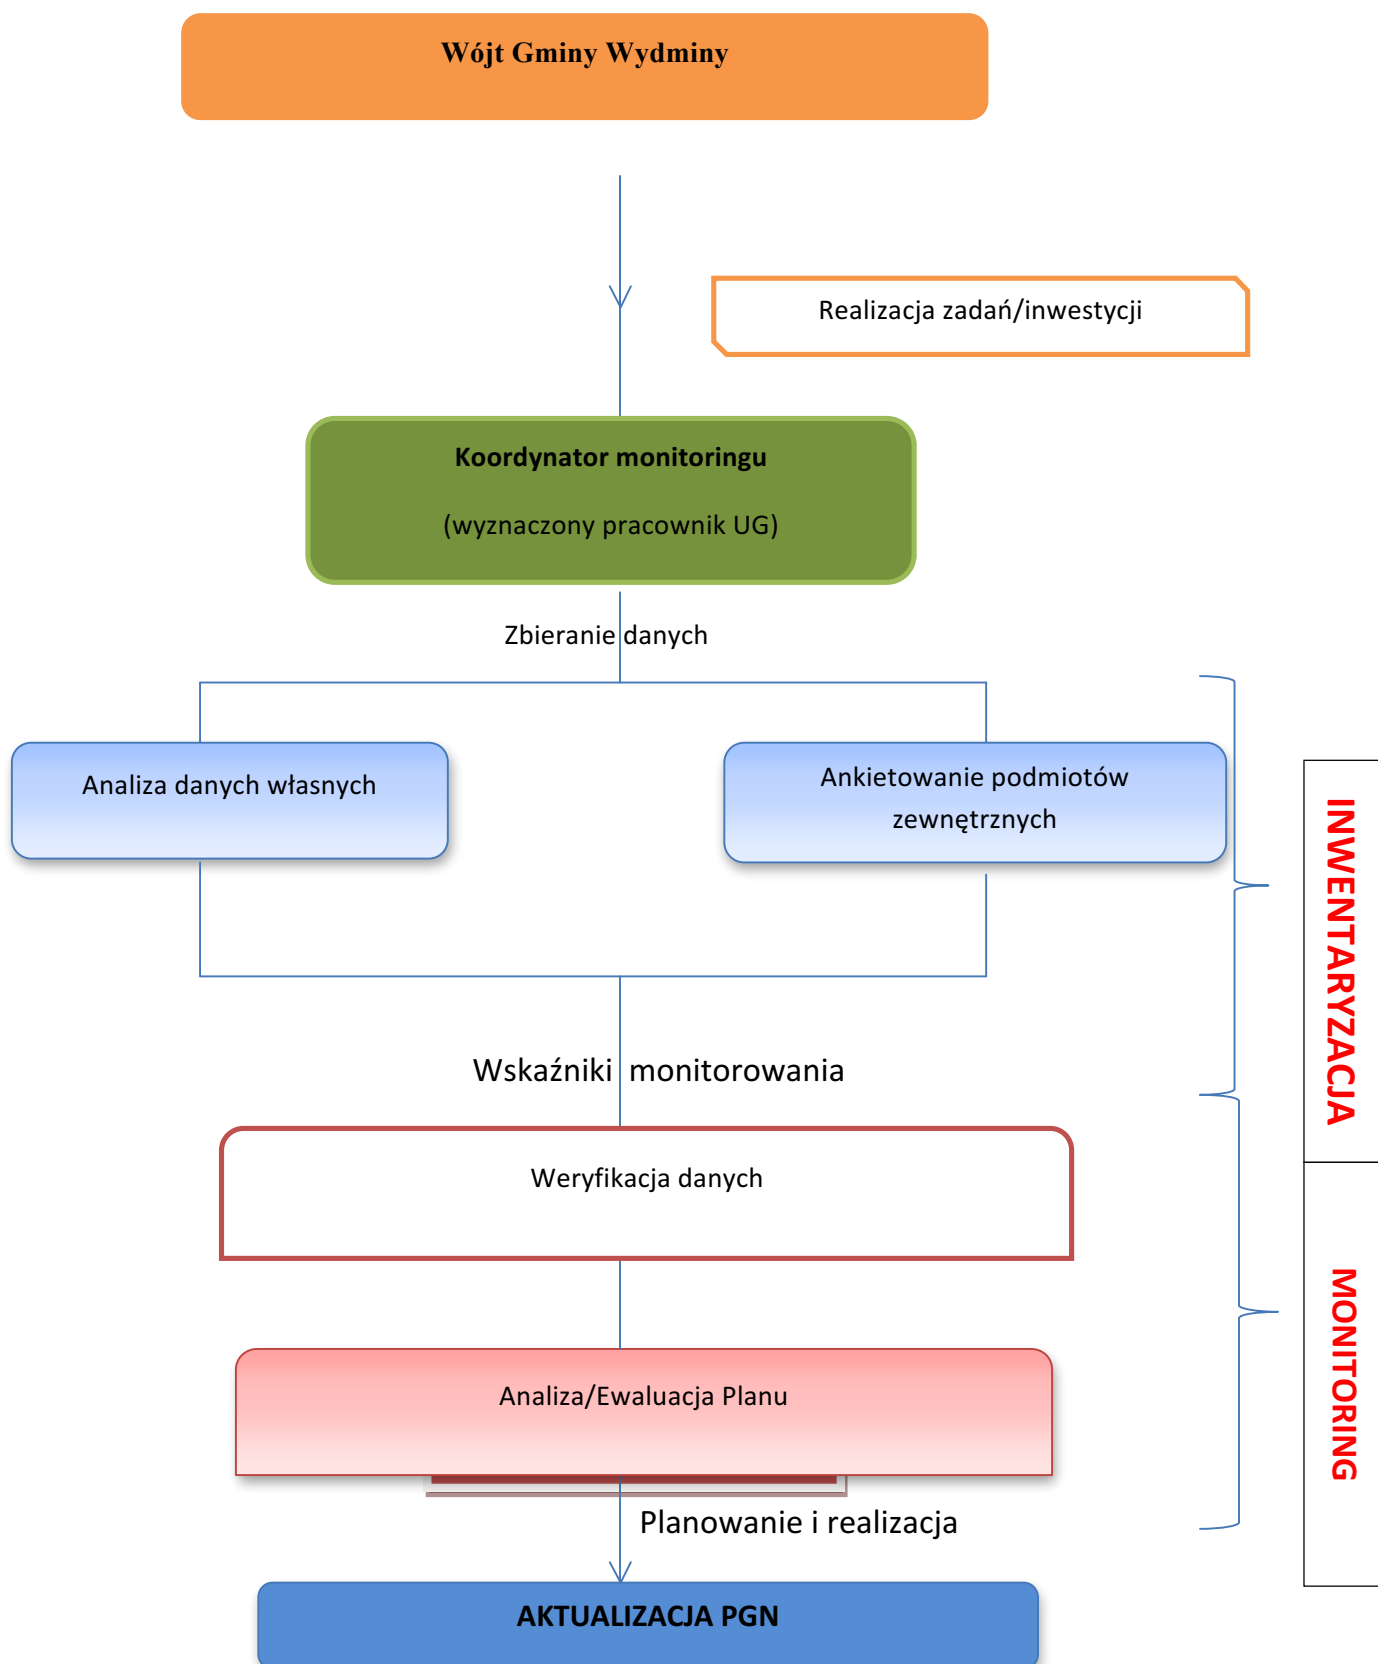 Wójt Gminy Wydminy
Realizacja zadań/inwestycji
Koordynator monitoringu
(wyznaczony pracownik UG)
Zbieranie danych
Analiza danych własnych
Ankietowanie podmiotów
zewnętrznych
INWENTARYZACJA
Wskaźniki monitorowania
Weryfikacja danych
MONITORING
Analiza/Ewaluacja Planu
Planowanie i realizacja
AKTUALIZACJA PGN